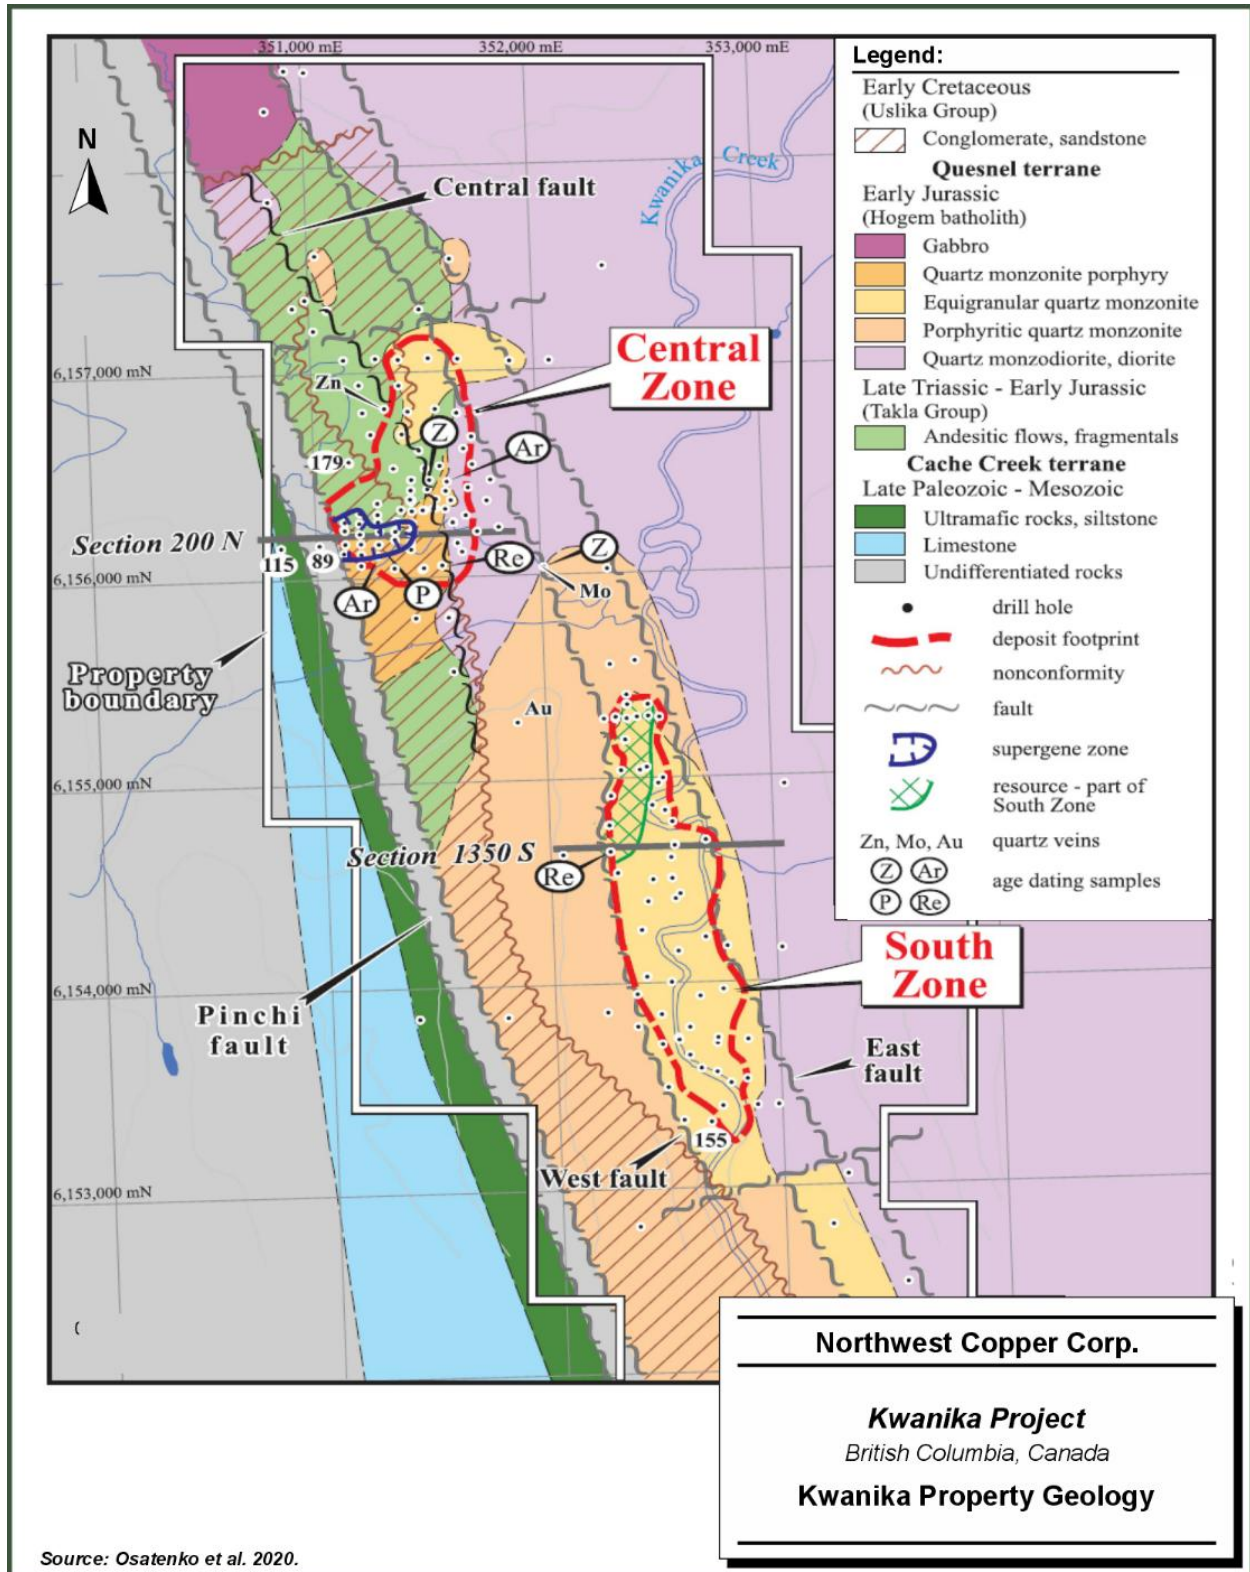 351,000 mE
352,000 mE
353,000 mE
N
Central fault
Kwanika Creek
Central
Zone
6,157,000 mN
Zn
Z
Ar
179
Section 200 N
115
89
Re
Z
6,156,000 mN
Ar
P
Mo
Property
boundary
Au
6,155,000 mN
Section 1350 S
Re
South
Zone
6,154,000 mN
Pinchi
fault
East
fault
155
West fault
6,153,000 mN
Legend:
Early Cretaceous
(Uslika Group)
Conglomerate, sandstone
Quesnel terrane
Early Jurassic
(Hogem batholith)
Gabbro
Quartz monzonite porphyry
Equigranular quartz monzonite
Porphyritic quartz monzonite
Quartz monzodiorite, diorite
Late Triassic - Early Jurassic
(Takla Group)
Andesitic flows, fragmentals
Cache Creek terrane
Late Paleozoic - Mesozoic
Ultramafic rocks, siltstone
Limestone
Undifferentiated rocks
drill hole
deposit footprint
nonconformity
fault
supergene zone
resource - part of
South Zone
Zn, Mo, Au quartz veins
Z Ar
age dating samples
P Re
Northwest Copper Corp.
Kwanika Project
British Columbia, Canada
Kwanika Property Geology
Source: Osatenko et al. 2020.